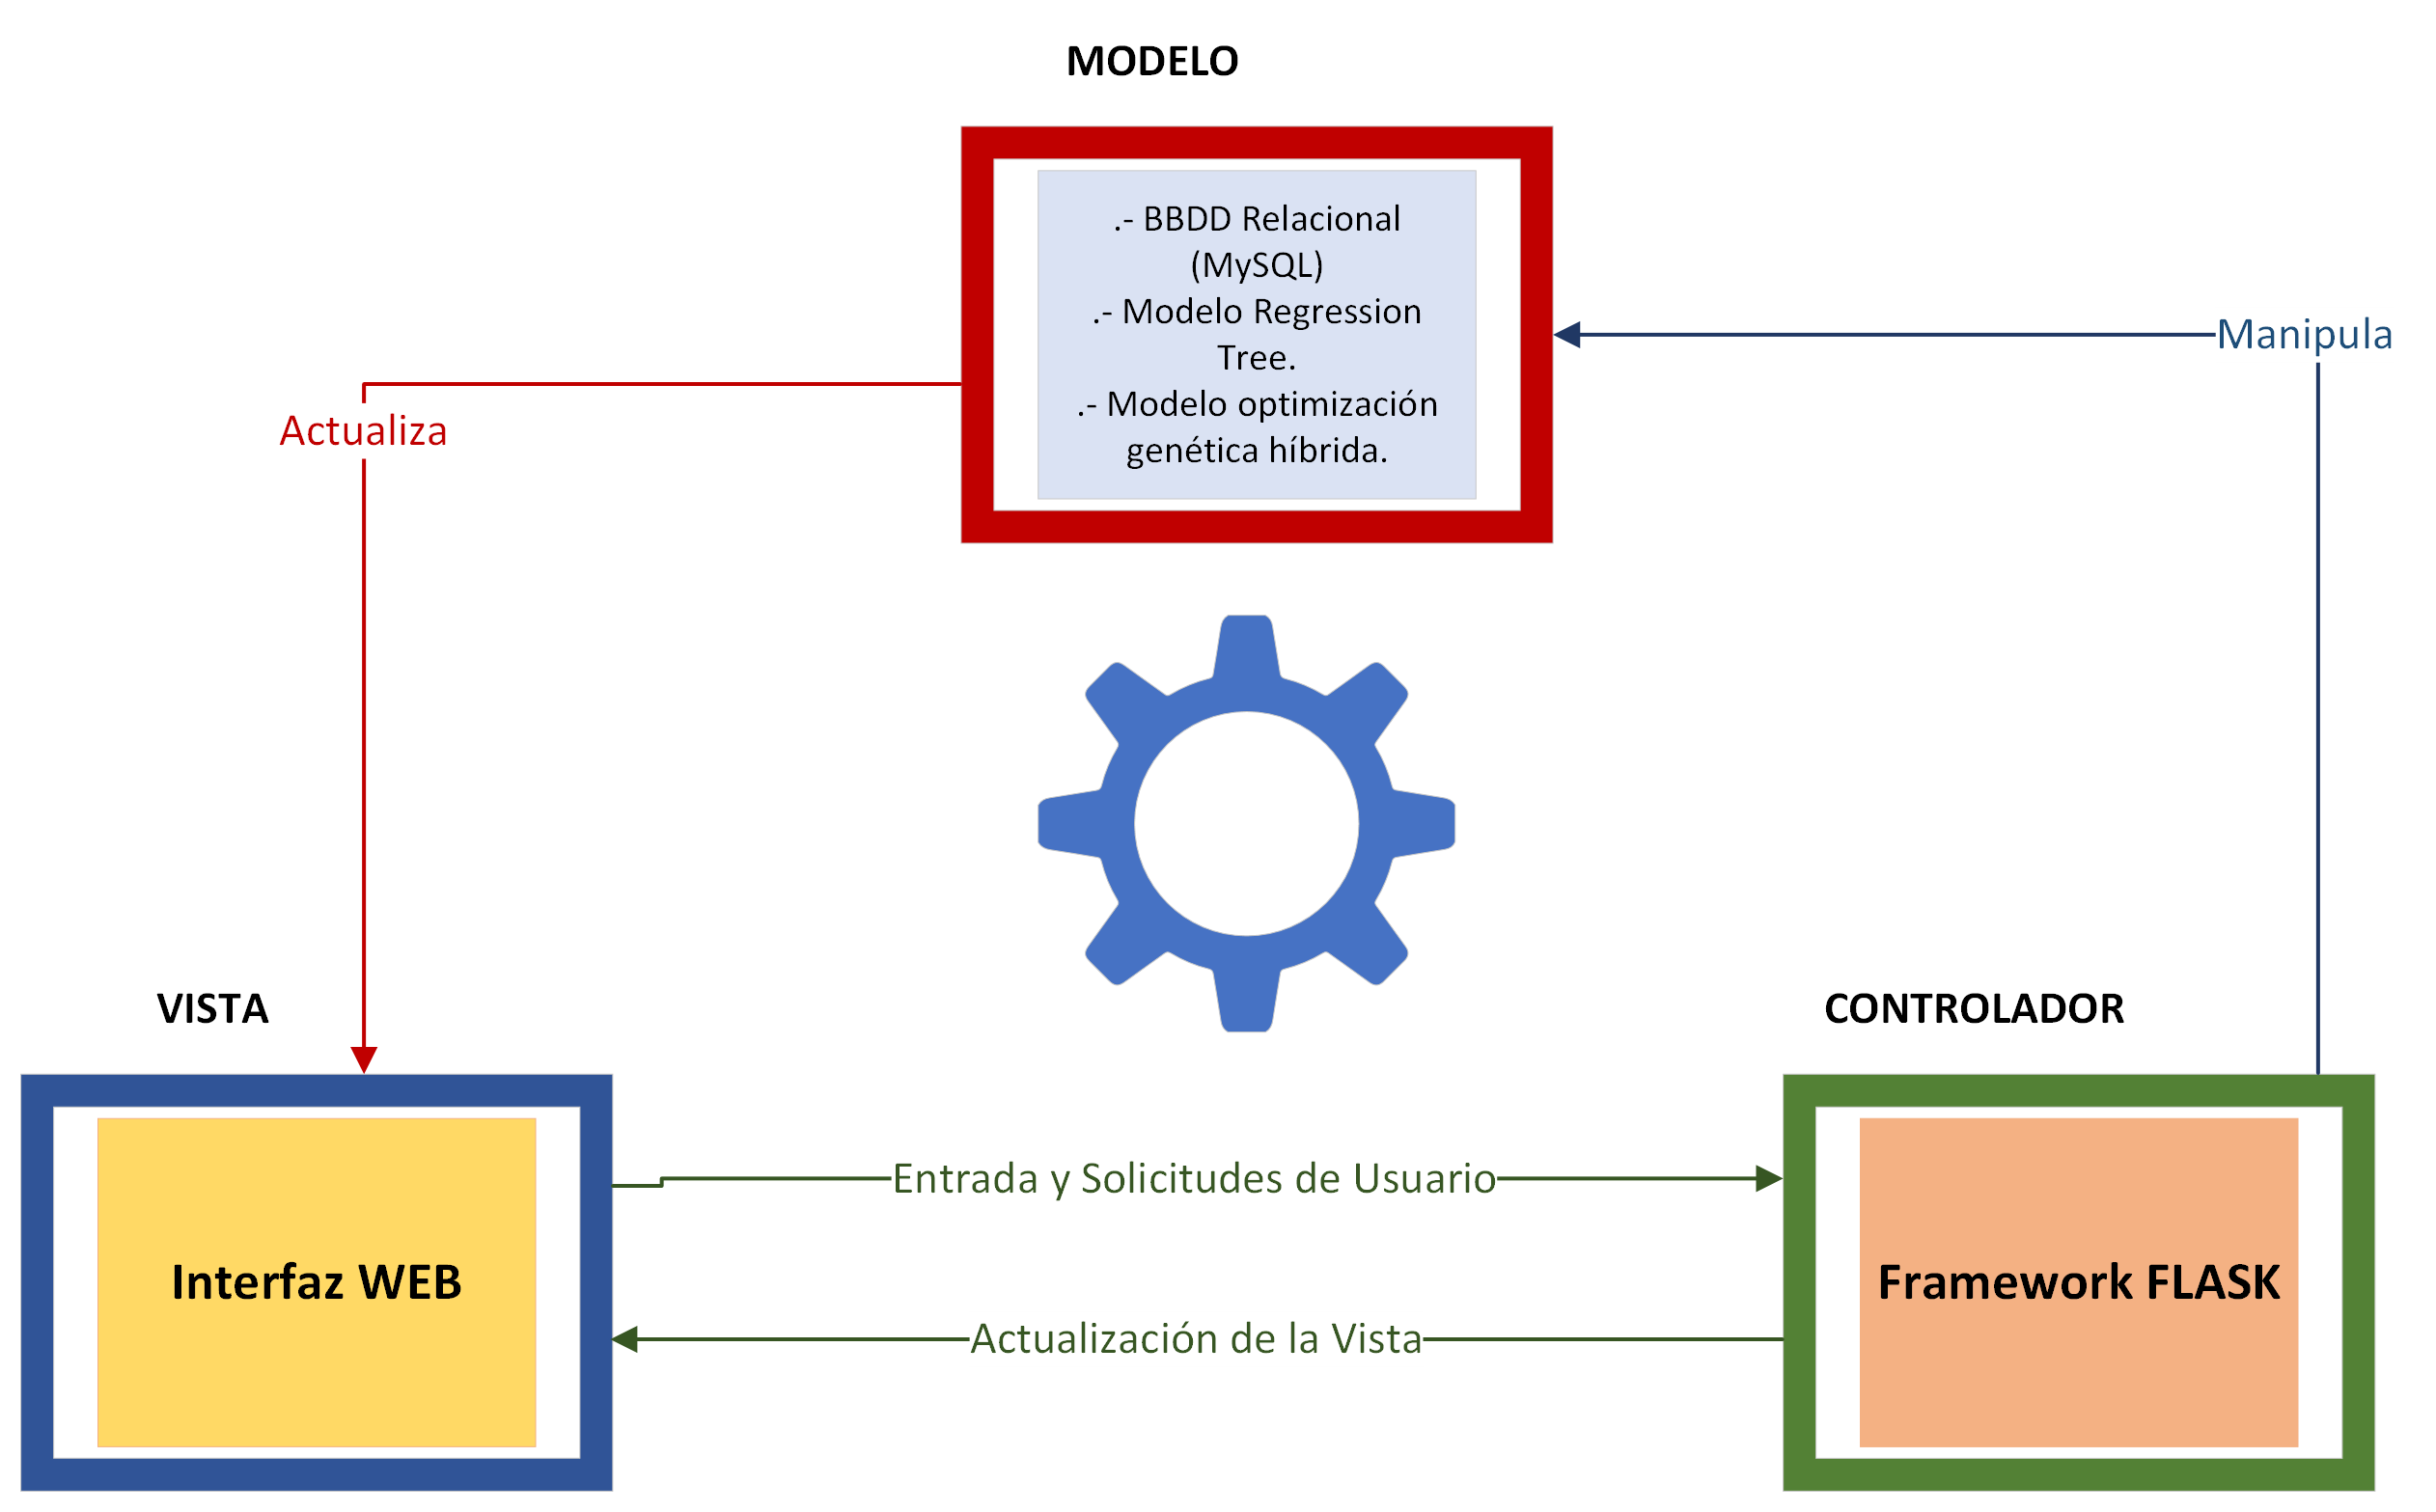 MODELO
.- BBDD Relacional
(MySQL)
.- Modelo Regression
Tree.
.- Modelo optimización
genética híbrida.
Manipula
Actualiza
VISTA
CONTROLADOR
Entrada y Solicitudes de Usuario
Interfaz WEB
Framework FLASK
Actualización de la Vista